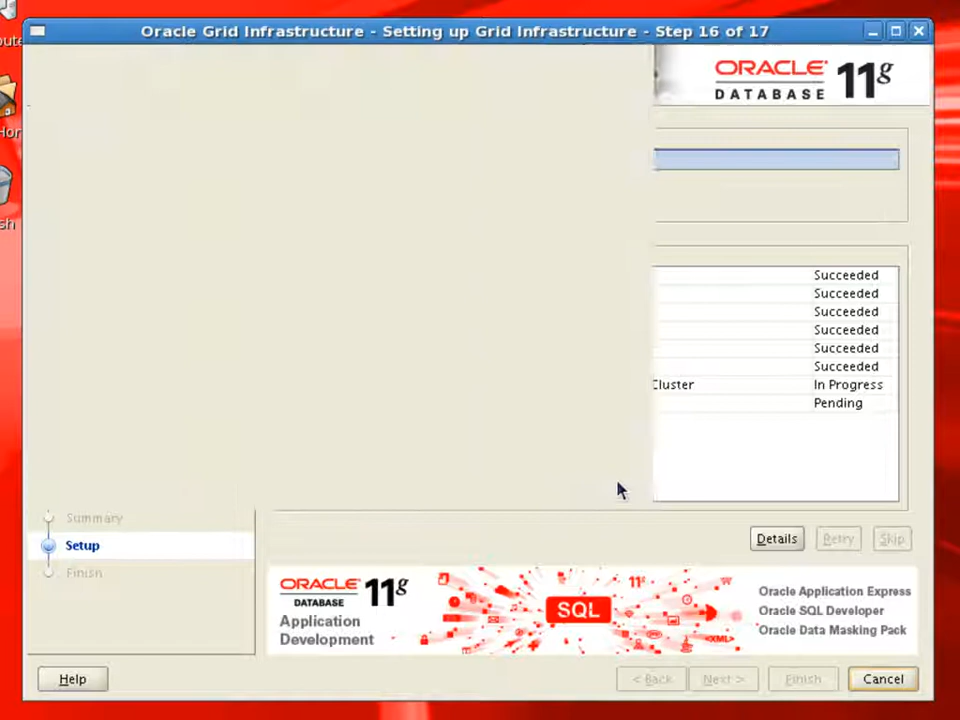 Oracle Grid Infrastructure - Setting up Grid Infrastructure - Step 16 of 17
ORACLE
DATABASE 11g
Succeeded
Succeeded
Succeeded
Succeeded
Succeeded
Succeeded
Cluster In Progress
Pending
Summary
Setup
Finish
Details Retry Skip
ORACLE
DATABASE 11g
Application
Development
11g
SQL
<XML>
Oracle Application Express
Oracle SQL Developer
Oracle Data Masking Pack
Help < Back Next > Finish Cancel